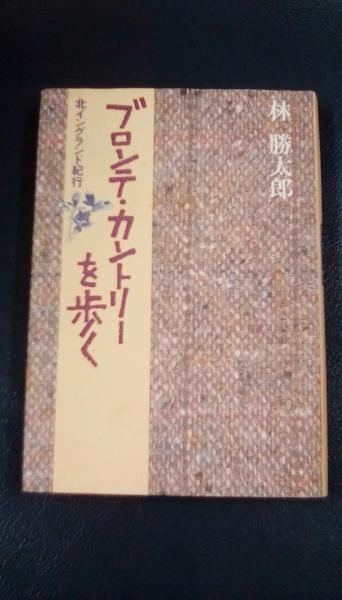 林 勝太郎
ブロンテ・カントリー
を歩く
北イングランド紀行